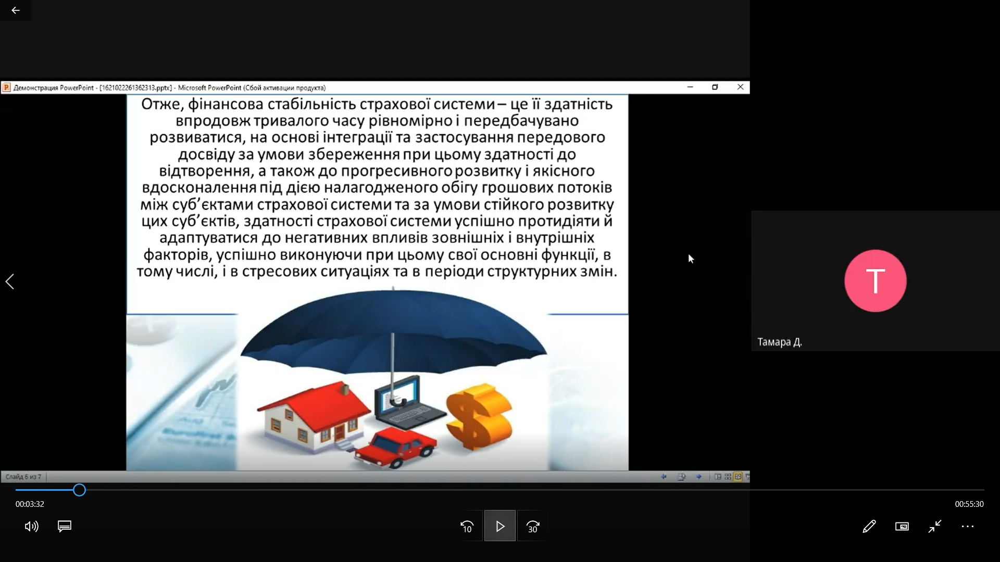 Демонстрация PowerPoint - [1621022261362313.pptx] - Microsoft PowerPoint (Сбой активации продукта)
Отже, фінансова стабільність страхової системи – це її здатність
впродовж тривалого часу рівномірно і передбачувано
розвиватися, на основі інтеграції та застосування передового
досвіду за умови збереження при цьому здатності до
відтворення, а також до прогресивного розвитку і якісного
вдосконалення під дією налагодженого обігу грошових потоків
між суб’єктами страхової системи та за умови стійкого розвитку
цих суб’єктів, здатності страхової системи успішно протидіяти й
адаптуватися до негативних впливів зовнішніх і внутрішніх
факторів, успішно виконуючи при цьому свої основні функції, в
тому числі, і в стресових ситуаціях та в періоди структурних змін.
T
Тамара Д.
Слайд 6 из 7
00:03:32
00:55:30
10
30